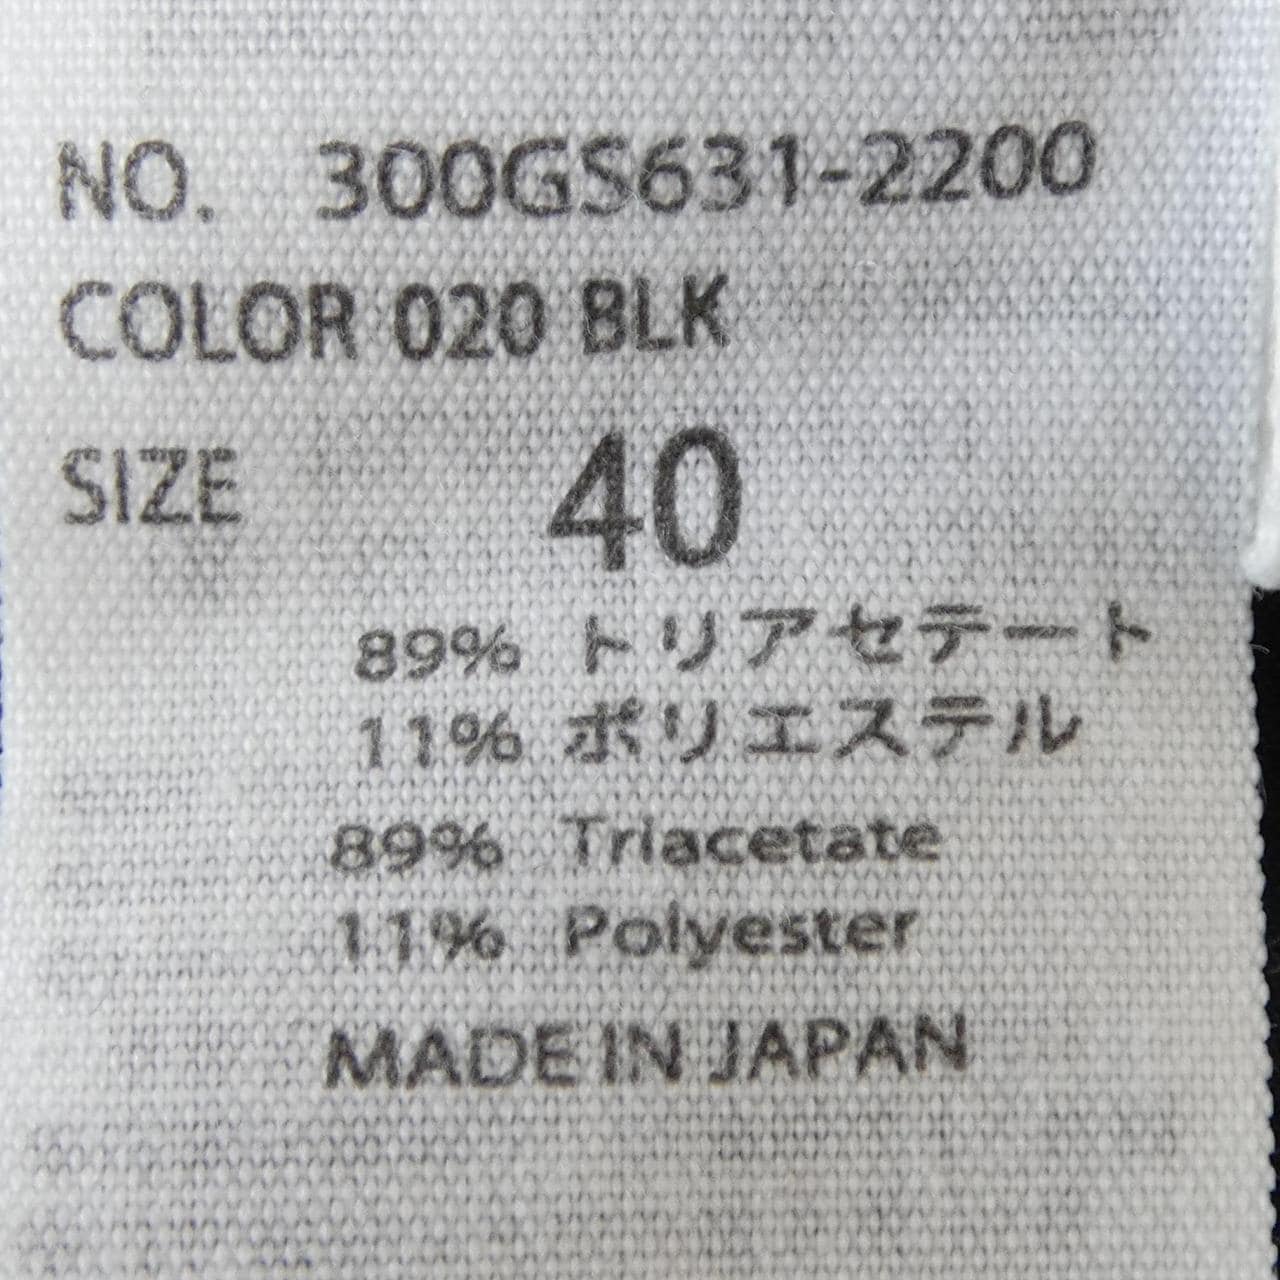 NO. 300GS631-2200
COLOR 020 BLK
SIZE 40
89% トリアセテート
11% ポリエステル
89% Triacetate
11% Polyester
MADE IN JAPAN